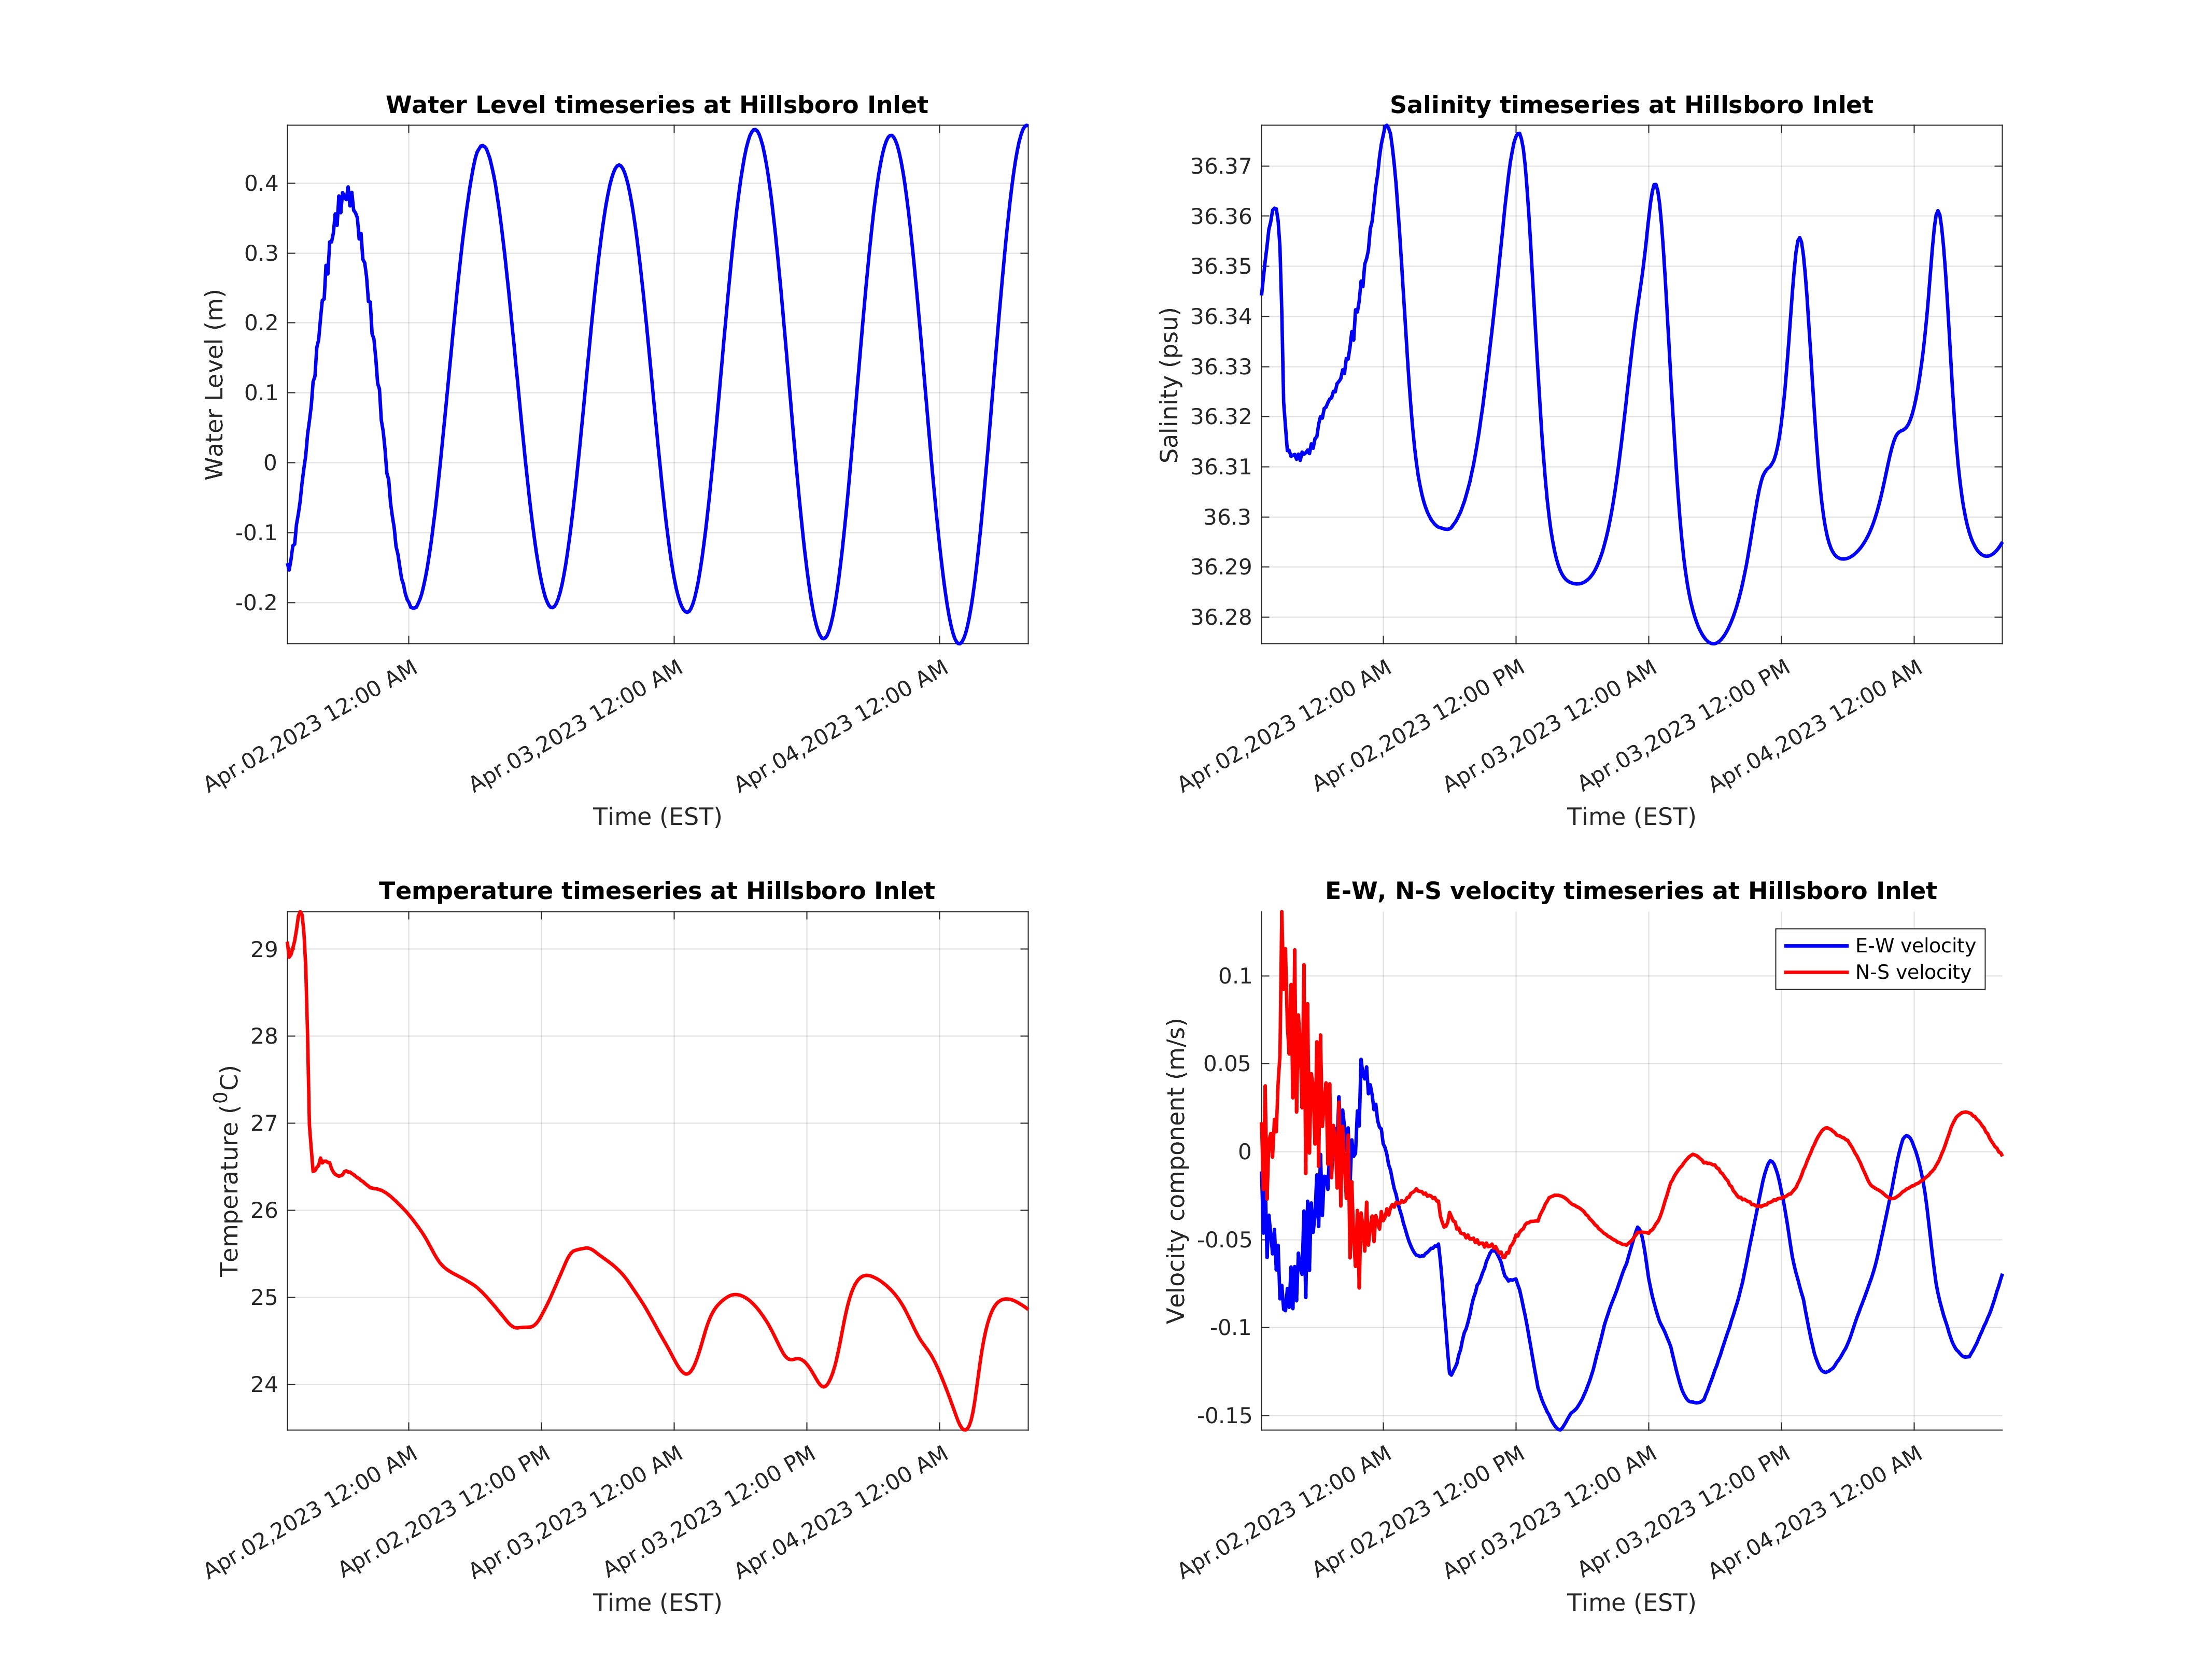 Water Level timeseries at Hillsboro Inlet
Water Level (m)
0.4
0.3
0.2
0.1
0
-0.1
-0.2
Apr.02,2023 12:00 AM
Apr.03,2023 12:00 AM
Apr.04,2023 12:00 AM
Time (EST)
Salinity timeseries at Hillsboro Inlet
Salinity (psu)
36.37
36.36
36.35
36.34
36.33
36.32
36.31
36.3
36.29
36.28
Apr.02,2023 12:00 AM
Apr.02,2023 12:00 PM
Apr.03,2023 12:00 AM
Apr.03,2023 12:00 PM
Apr.04,2023 12:00 AM
Time (EST)
Temperature timeseries at Hillsboro Inlet
Temperature (⁰C)
29
28
27
26
25
24
Apr.02,2023 12:00 AM
Apr.02,2023 12:00 PM
Apr.03,2023 12:00 AM
Apr.03,2023 12:00 PM
Apr.04,2023 12:00 AM
Time (EST)
E-W, N-S velocity timeseries at Hillsboro Inlet
E-W velocity
N-S velocity
Velocity component (m/s)
0.1
0.05
0
-0.05
-0.1
-0.15
Apr.02,2023 12:00 AM
Apr.02,2023 12:00 PM
Apr.03,2023 12:00 AM
Apr.03,2023 12:00 PM
Apr.04,2023 12:00 AM
Time (EST)